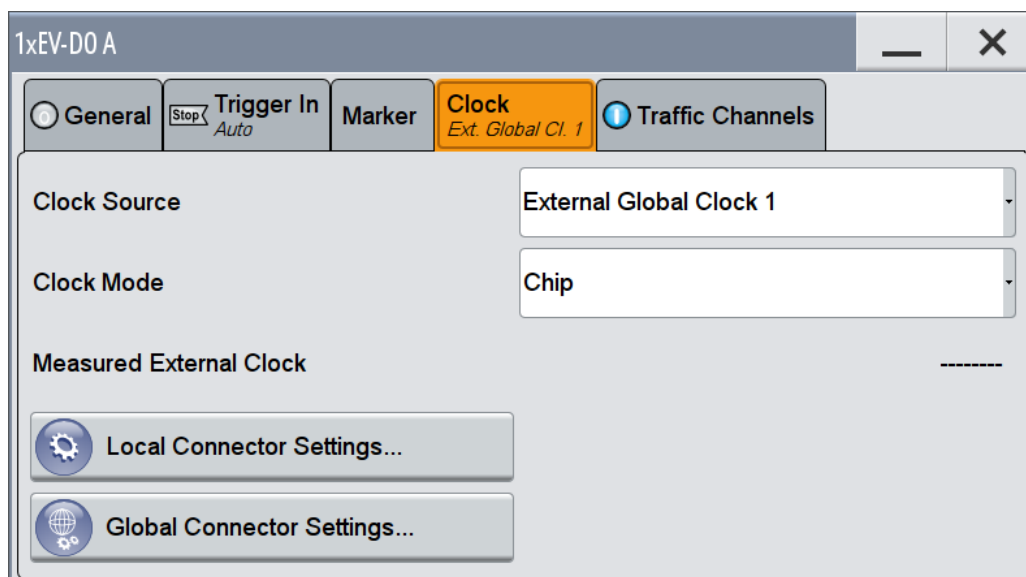 1xEV-DO A
General
Stop
Trigger In
Auto
Marker
Clock
Ext. Global Cl. 1
Traffic Channels
Clock Source
External Global Clock 1
Clock Mode
Chip
Measured External Clock
--------
Local Connector Settings...
Global Connector Settings...